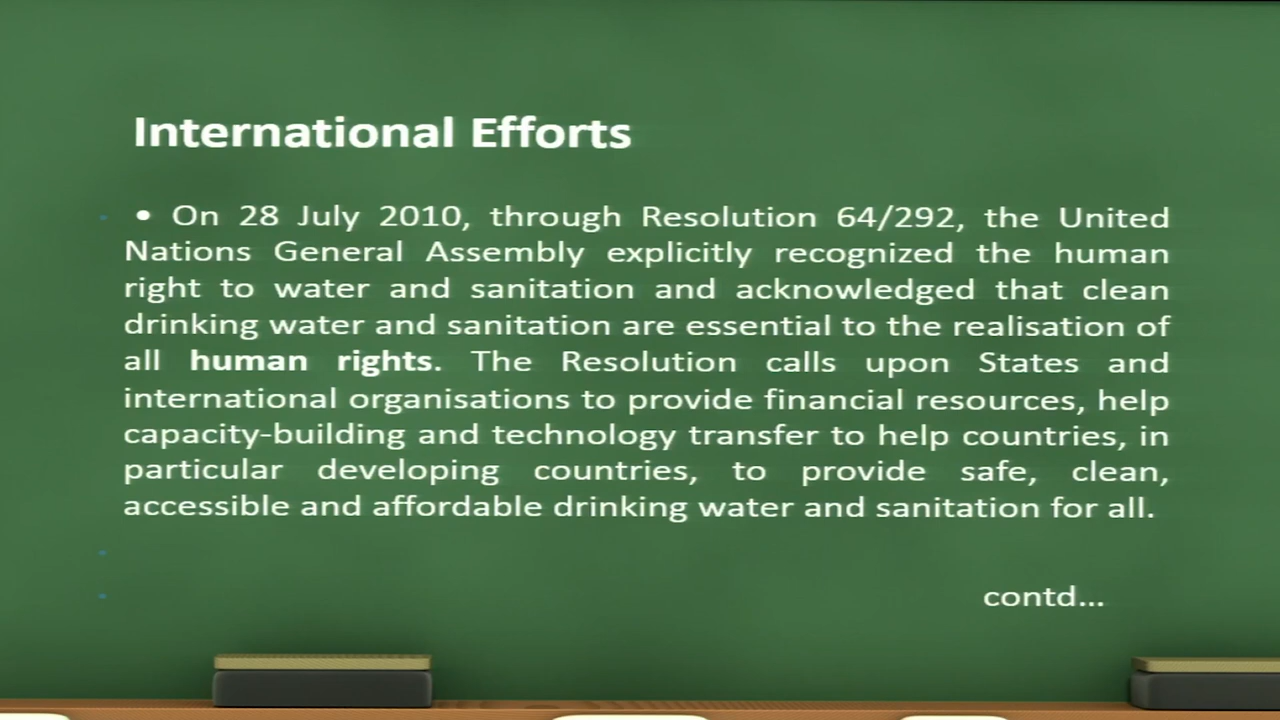 International Efforts
• On 28 July 2010, through Resolution 64/292, the United
Nations General Assembly explicitly recognized the human
right to water and sanitation and acknowledged that clean
drinking water and sanitation are essential to the realisation of
all human rights. The Resolution calls upon States and
international organisations to provide financial resources, help
capacity-building and technology transfer to help countries, in
particular developing countries, to provide safe, clean,
accessible and affordable drinking water and sanitation for all.
contd...